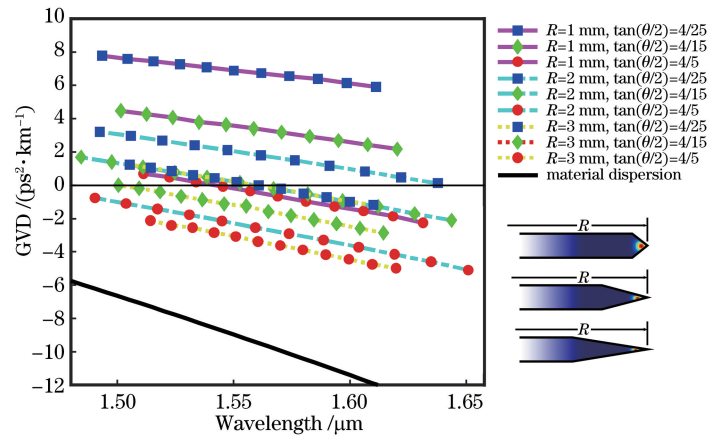 GVD /(ps²·km⁻¹)
10
8
6
4
2
0
−2
−4
−6
−8
−10
−12
1.50
1.55
1.60
1.65
Wavelength /μm
R=1 mm, tan(θ/2)=4/25
R=1 mm, tan(θ/2)=4/15
R=1 mm, tan(θ/2)=4/5
R=2 mm, tan(θ/2)=4/25
R=2 mm, tan(θ/2)=4/15
R=2 mm, tan(θ/2)=4/5
R=3 mm, tan(θ/2)=4/25
R=3 mm, tan(θ/2)=4/15
R=3 mm, tan(θ/2)=4/5
material dispersion
R
R
R